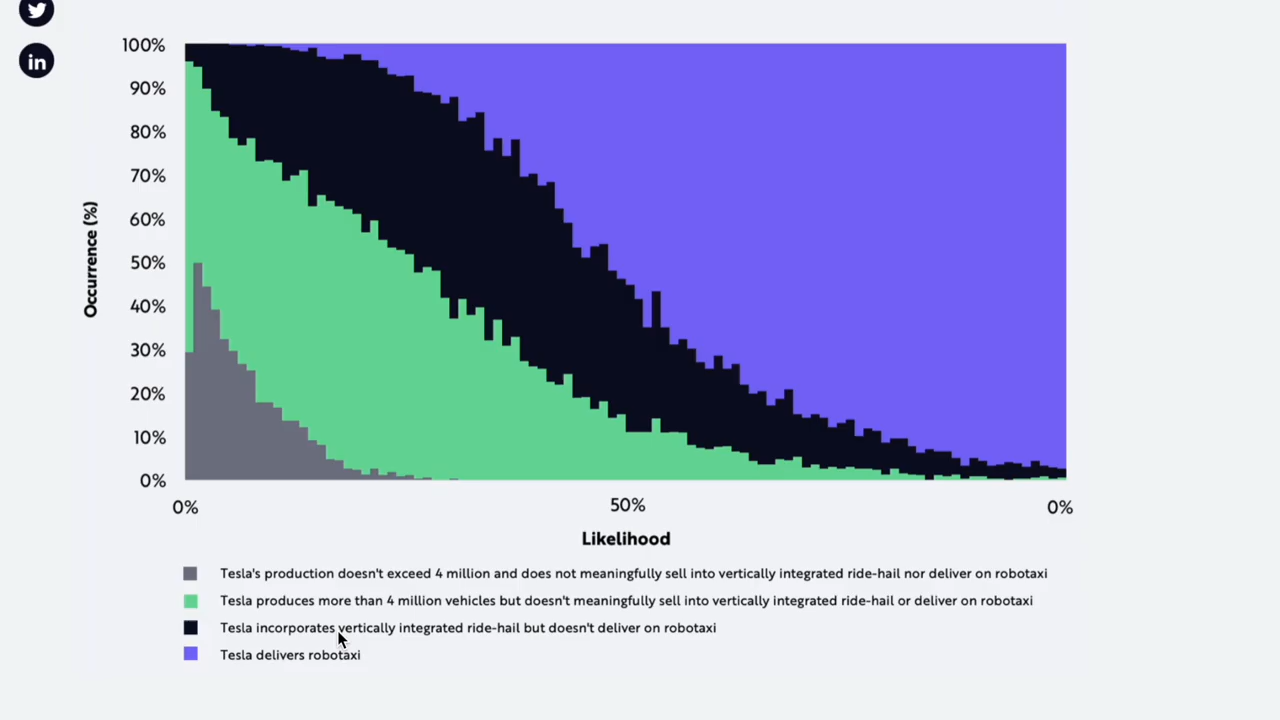 in
100%
90%
80%
70%
60%
50%
40%
30%
20%
10%
0%
Occurrence (%)
0%
50%
0%
Likelihood
Tesla's production doesn't exceed 4 million and does not meaningfully sell into vertically integrated ride-hail nor deliver on robotaxi
Tesla produces more than 4 million vehicles but doesn't meaningfully sell into vertically integrated ride-hail or deliver on robotaxi
Tesla incorporates vertically integrated ride-hail but doesn't deliver on robotaxi
Tesla delivers robotaxi